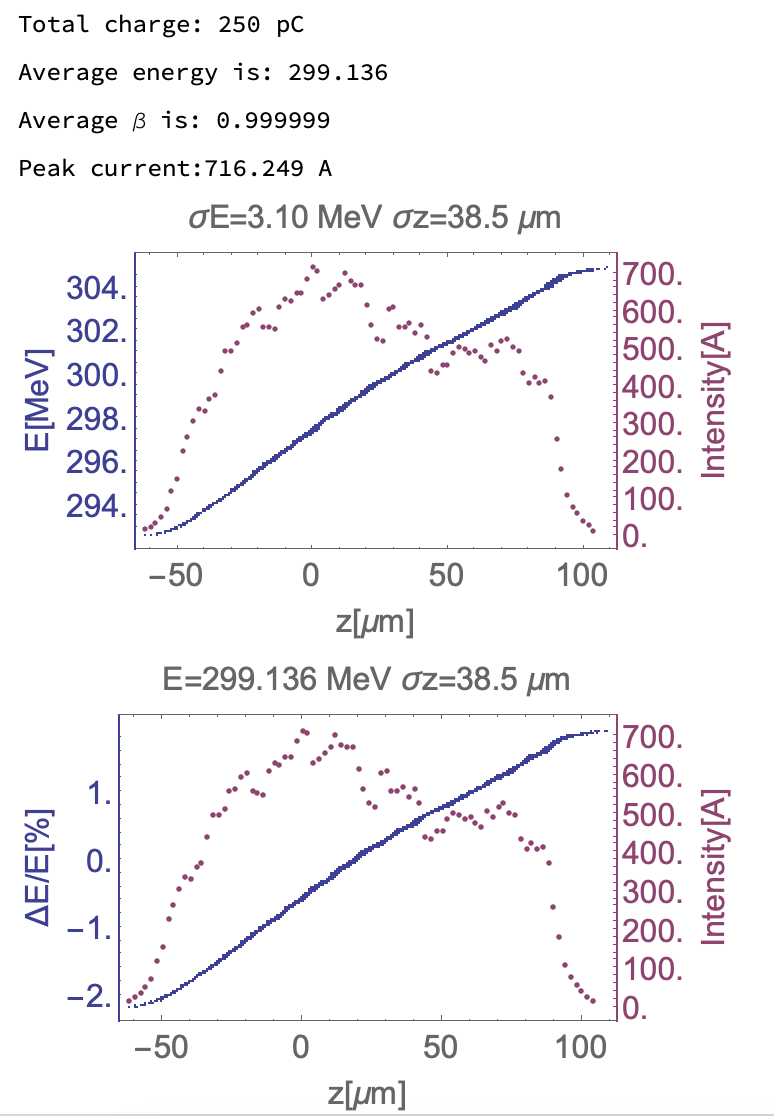 Total charge: 250 pC
Average energy is: 299.136
Average β is: 0.999999
Peak current:716.249 A
σE=3.10 MeV σz=38.5 μm
304.
302.
300.
298.
296.
294.
E[MeV]
700.
600.
500.
400.
300.
200.
100.
0.
Intensity[A]
−50 0 50 100
z[μm]
E=299.136 MeV σz=38.5 μm
1.
0.
−1.
−2.
ΔE/E[%]
700.
600.
500.
400.
300.
200.
100.
0.
Intensity[A]
−50 0 50 100
z[μm]